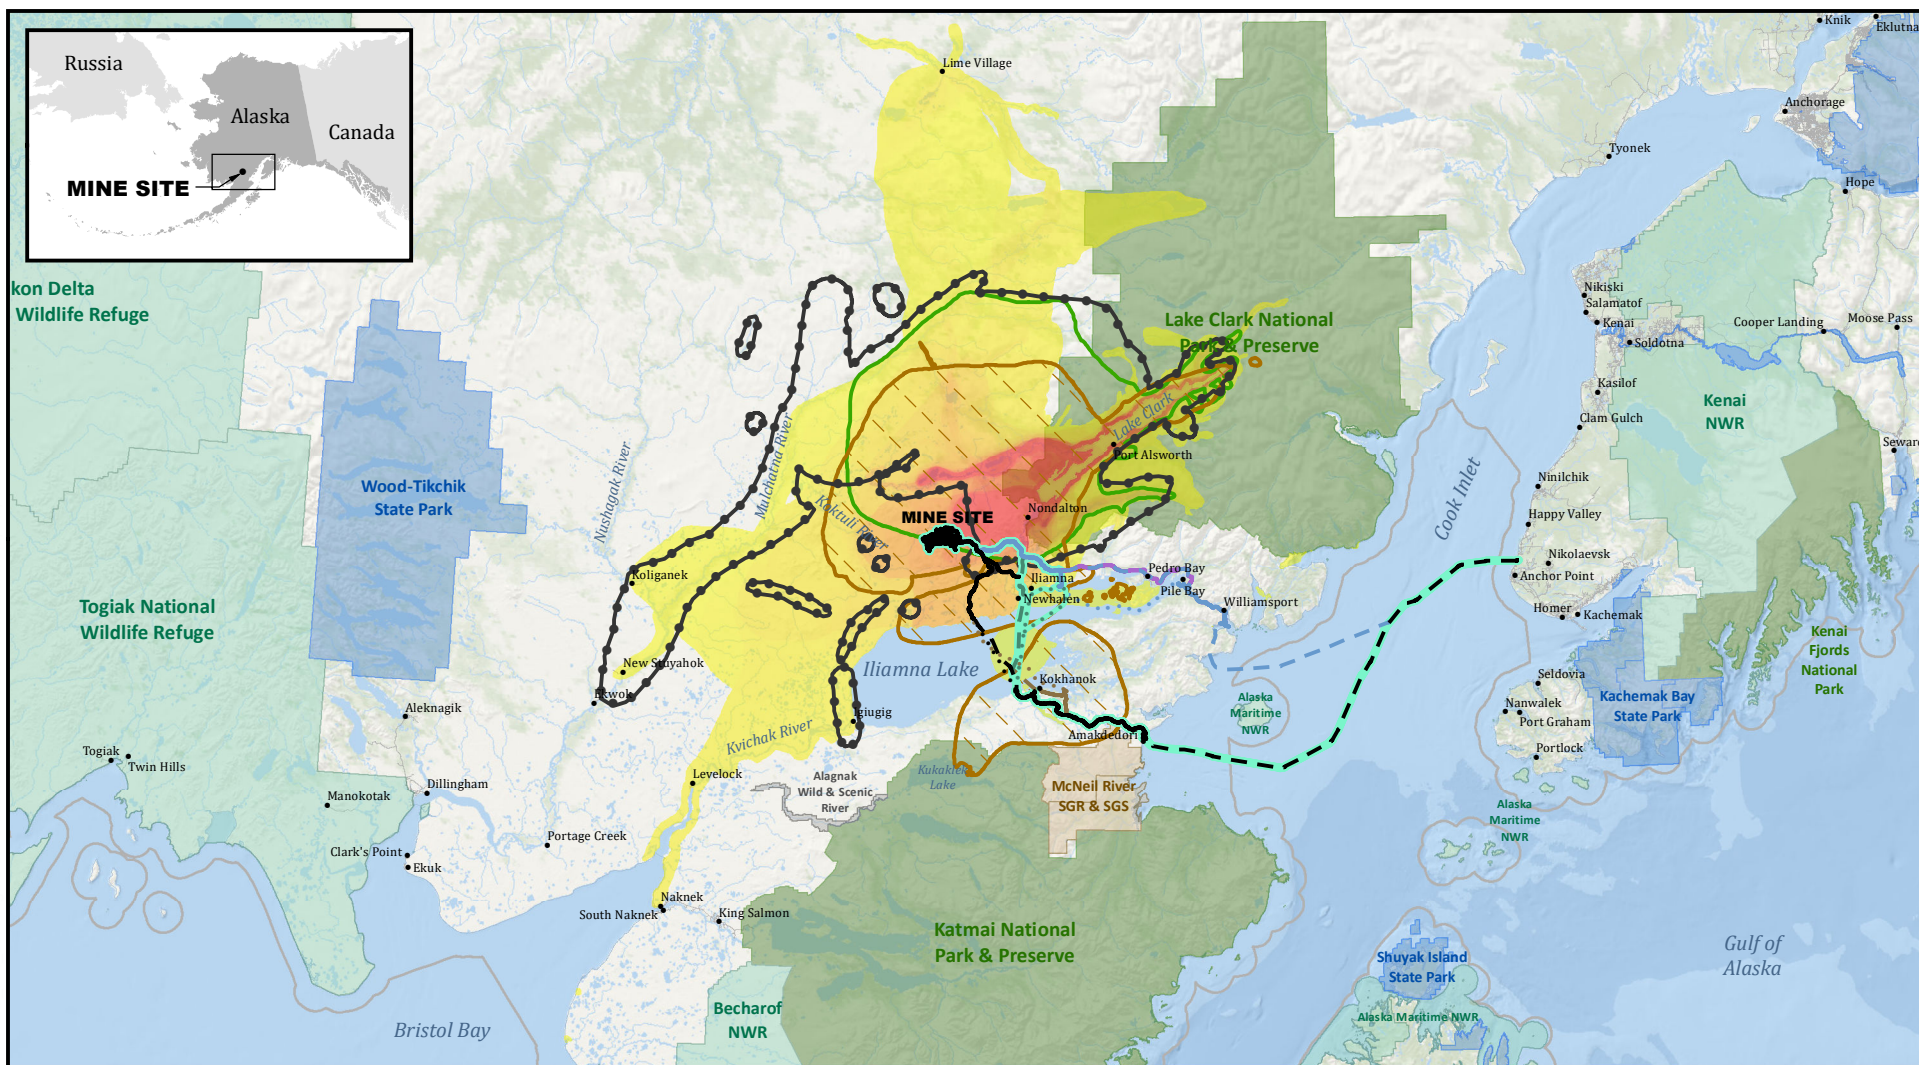 Russia
Alaska
Canada
MINE SITE
Lime Village
Knik
Eklutna
Anchorage
Tyonek
Hope
kon Delta
Wildlife Refuge
Nikiski
Salamatof
Kenai
Soldotna
Cooper Landing
Moose Pass
Lake Clark National
Park & Preserve
Kasilof
Clam Gulch
Kenai
NWR
Lake Clark
Port Alsworth
Mulchatna River
Nushagak River
Wood-Tikchik
State Park
Cook Inlet
Ninilchik
Happy Valley
Koktuli River
MINE SITE
Nondalton
Nikolaevsk
Anchor Point
Koliganek
Iliamna
Newhalen
Pedro Bay
Pile Bay
Williamsport
Homer
Kachemak
Togiak National
Wildlife Refuge
Kenai
Fjords
National
Park
New Stuyahok
Ekwok
Iliamna Lake
Kokhanok
Seldovia
Kachemak Bay
State Park
Alaska
Maritime
NWR
Nanwalek
Port Graham
Aleknagik
Igiugig
Amakdedori
Kvichak River
Portlock
Togiak
Twin Hills
Levelock
Dillingham
Manokotak
Alagnak
Wild & Scenic
River
Kukaklek
Lake
McNeil River
SGR & SGS
Alaska
Maritime
NWR
Portage Creek
Clark's Point
Ekuk
Naknek
South Naknek
King Salmon
Katmai National
Park & Preserve
Gulf of
Alaska
Shuyak Island
State Park
Alaska Maritime NWR
Becharof
NWR
Bristol Bay
Sewar